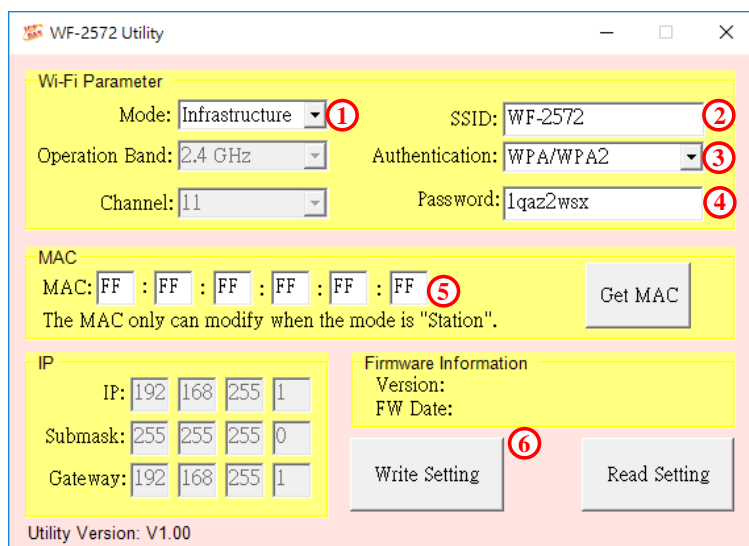 WF-2572 Utility
Wi-Fi Parameter
Mode: Infrastructure 1
SSID: WF-2572 2
Operation Band: 2.4 GHz
Authentication: WPA/WPA2 3
Channel: 11
Password: 1qaz2wsx 4
MAC
MAC: FF : FF : FF : FF : FF : FF 5
Get MAC
The MAC only can modify when the mode is "Station".
IP
IP: 192 168 255 1
Submask: 255 255 255 0
Gateway: 192 168 255 1
Firmware Information
Version:
FW Date:
6
Write Setting
Read Setting
Utility Version: V1.00